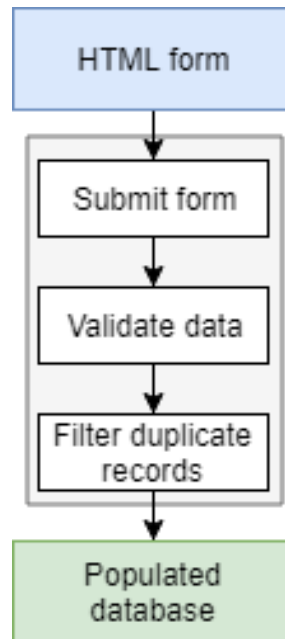 HTML form
Submit form
Validate data
Filter duplicate
records
Populated
database